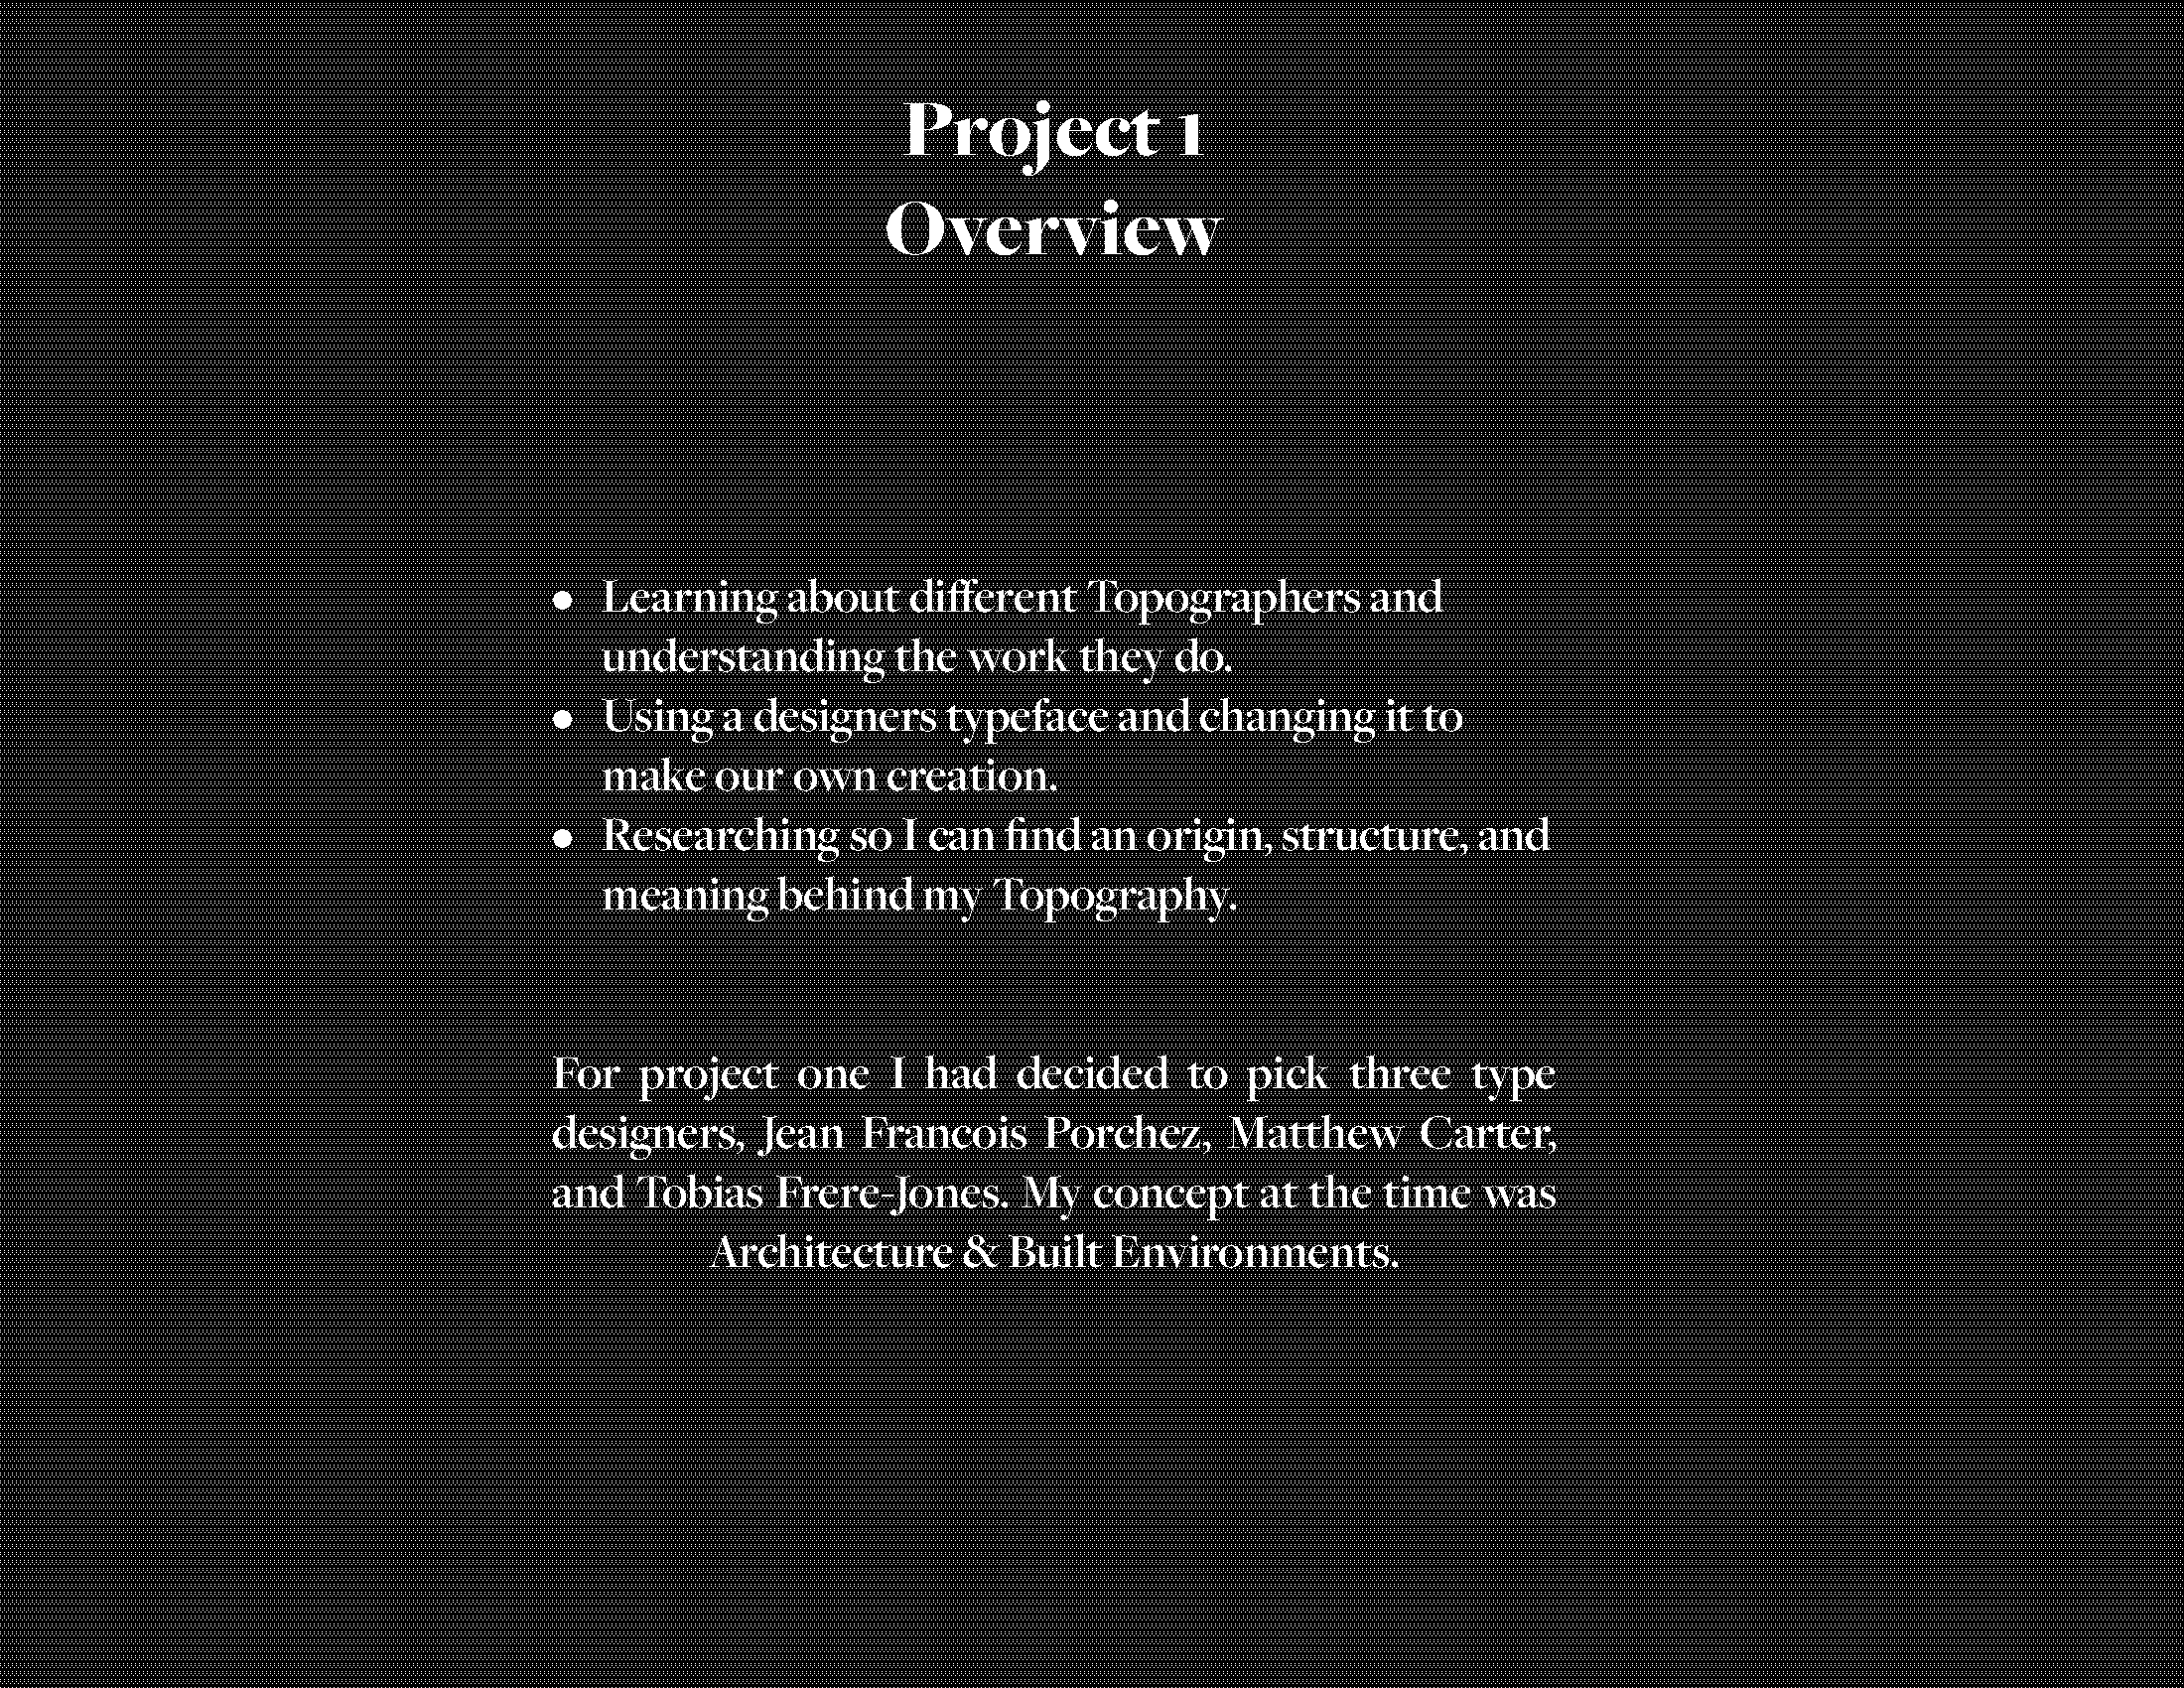 Project 1
Overview
• Learning about different Topographers and
understanding the work they do.
• Using a designers typeface and changing it to
make our own creation.
• Researching so I can find an origin, structure, and
meaning behind my Topography.
For project one I had decided to pick three type
designers, Jean Francois Porchez, Matthew Carter,
and Tobias Frere-Jones. My concept at the time was
Architecture & Built Environments.